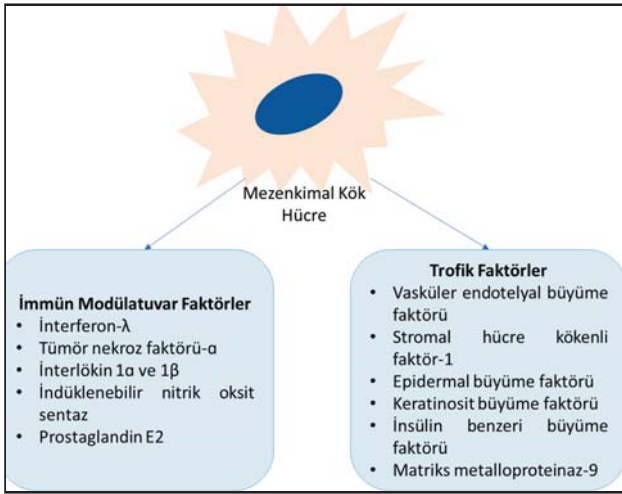 Mezenkimal Kök
Hücre
İmmün Modülatuvar Faktörler
• İnterferon-λ
• Tümör nekroz faktörü-α
• İnterlökin 1α ve 1β
• İndüklenebilir nitrik oksit
sentaz
• Prostaglandin E2
Trofik Faktörler
• Vasküler endotelyal büyüme
faktörü
• Stromal hücre kökenli
faktör-1
• Epidermal büyüme faktörü
• Keratinosit büyüme faktörü
• İnsülin benzeri büyüme
faktörü
• Matriks metalloproteinaz-9